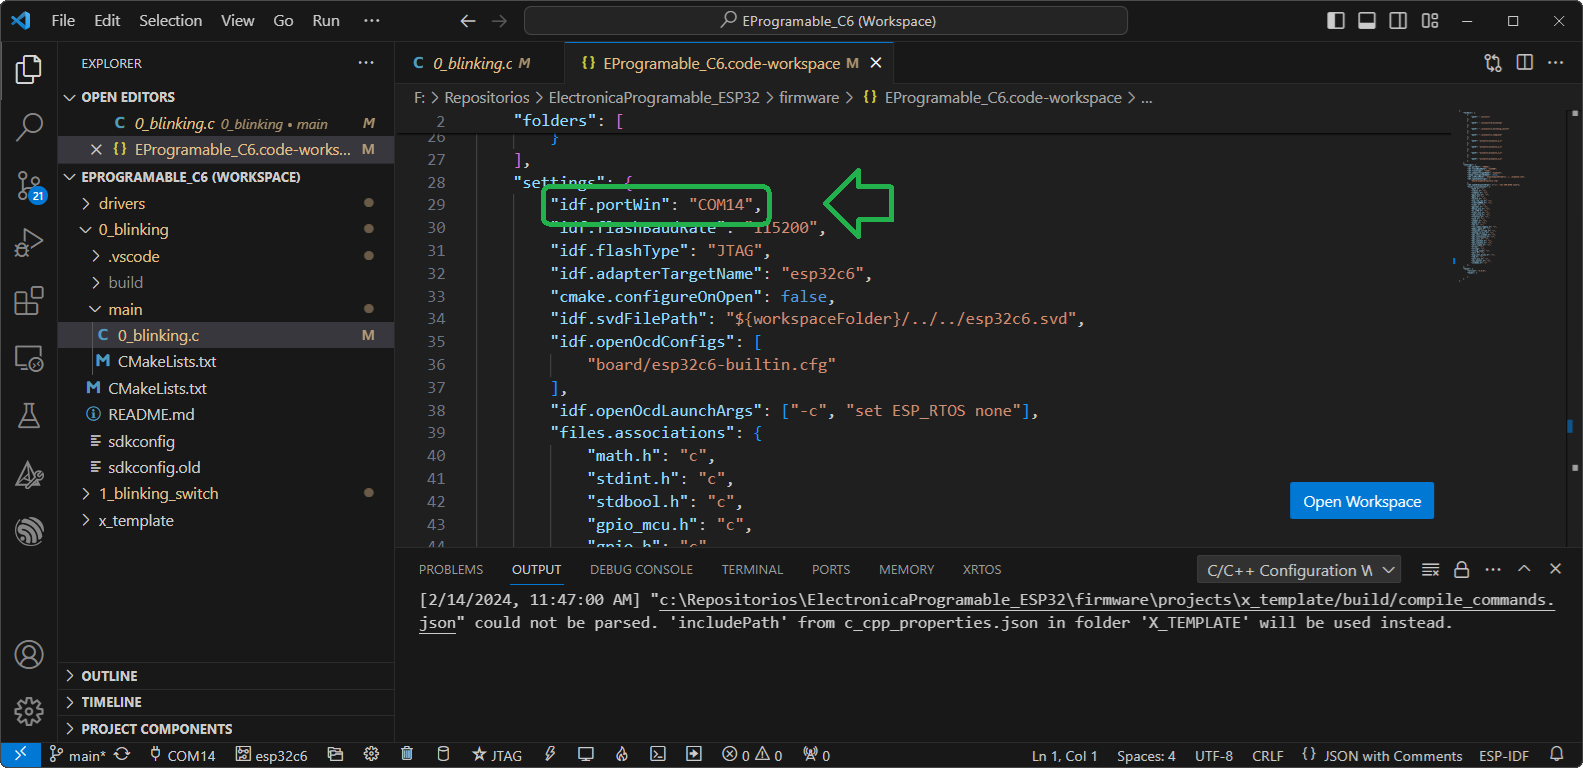 File Edit Selection View Go Run ···
EProgramable_C6 (Workspace)
EXPLORER
OPEN EDITORS
C 0_blinking.c 0_blinking • main M
{} EProgramable_C6.code-works... M
EPROGRAMABLE_C6 (WORKSPACE)
drivers
0_blinking
.vscode
build
main
C 0_blinking.c M
M CMakeLists.txt
M CMakeLists.txt
README.md
sdkconfig
sdkconfig.old
1_blinking_switch
x_template
OUTLINE
TIMELINE
PROJECT COMPONENTS
21
C 0_blinking.c M
{} EProgramable_C6.code-workspace M
F: > Repositorios > ElectronicaProgramable_ESP32 > firmware > {} EProgramable_C6.code-workspace > ...
2 "folders": [
26 }
27 ],
28 "settings": {
29 "idf.portWin": "COM14",
30 "idf.flashBaudRate": "115200",
31 "idf.flashType": "JTAG",
32 "idf.adapterTargetName": "esp32c6",
33 "cmake.configureOnOpen": false,
34 "idf.svdFilePath": "${workspaceFolder}/../../esp32c6.svd",
35 "idf.openOcdConfigs": [
36 "board/esp32c6-builtin.cfg"
37 ],
38 "idf.openOcdLaunchArgs": ["-c", "set ESP_RTOS none"],
39 "files.associations": {
40 "math.h": "c",
41 "stdint.h": "c",
42 "stdbool.h": "c",
43 "gpio_mcu.h": "c",
44 "gpio.h": "c"
Open Workspace
PROBLEMS OUTPUT DEBUG CONSOLE TERMINAL PORTS MEMORY XRTOS
C/C++ Configuration W
[2/14/2024, 11:47:00 AM] "c:\Repositorios\ElectronicaProgramable_ESP32\firmware\projects\x_template/build/compile_commands.
json" could not be parsed. 'includePath' from c_cpp_properties.json in folder 'X_TEMPLATE' will be used instead.
main* COM14 esp32c6 JTAG 0 0 0 Ln 1, Col 1 Spaces: 4 UTF-8 CRLF {} JSON with Comments ESP-IDF